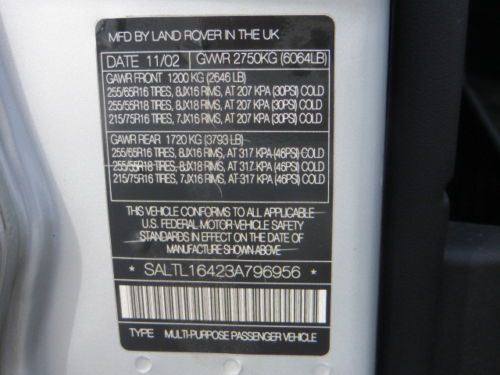 MFD BY LAND ROVER IN THE UK
DATE 11/02 GVWR 2750KG (6064LB)
GAWR FRONT 1200 KG (2646 LB)
255/65R16 TIRES, 8JX16 RIMS, AT 207 KPA (30PSI) COLD
255/55R18 TIRES, 8JX18 RIMS, AT 207 KPA (30PSI) COLD
215/75R16 TIRES, 7JX16 RIMS, AT 207 KPA (30PSI) COLD
GAWR REAR 1720 KG (3793 LB)
255/65R16 TIRES, 8JX16 RIMS, AT 317 KPA (46PSI) COLD
255/55R18 TIRES, 8JX18 RIMS, AT 317 KPA (46PSI) COLD
215/75R16 TIRES, 7JX16 RIMS, AT 317 KPA (46PSI) COLD
THIS VEHICLE CONFORMS TO ALL APPLICABLE
U.S. FEDERAL MOTOR VEHICLE SAFETY
STANDARDS IN EFFECT ON THE DATE OF
MANUFACTURE SHOWN ABOVE.
* SALTL16423A796956 *
TYPE MULTI-PURPOSE PASSENGER VEHICLE